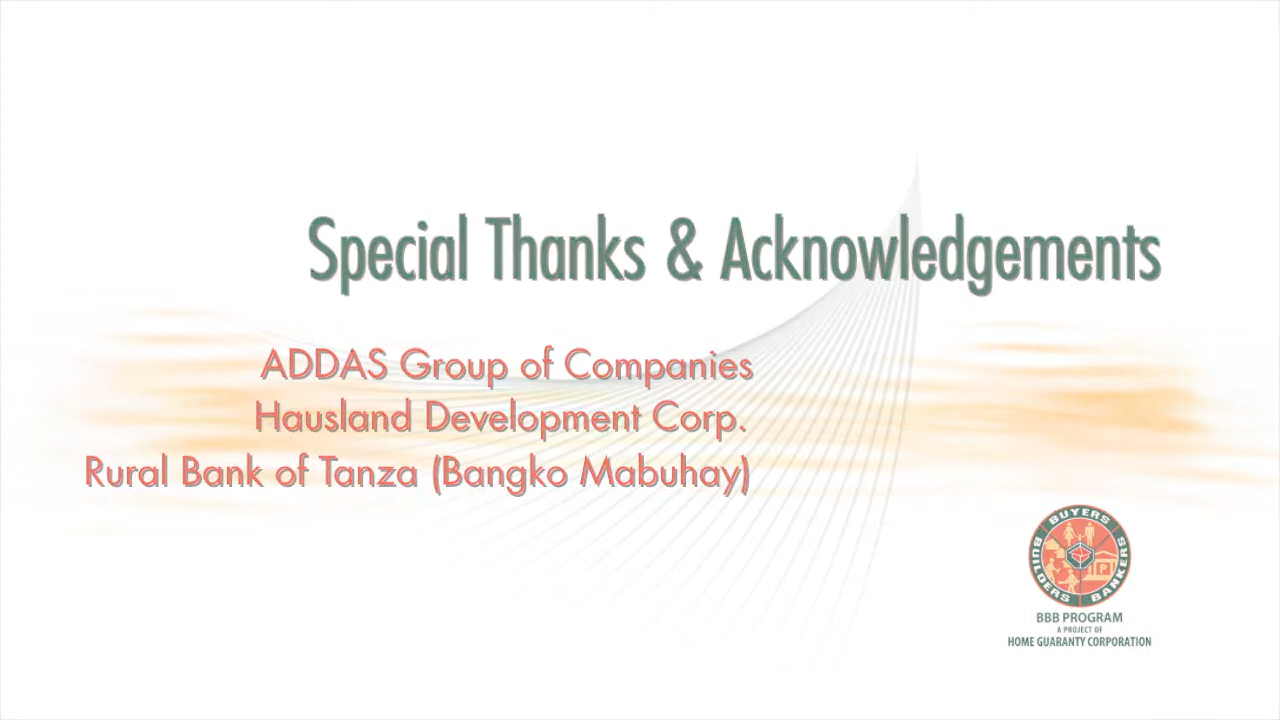 Special Thanks & Acknowledgements
ADDAS Group of Companies
Hausland Development Corp.
Rural Bank of Tanza (Bangko Mabuhay)
BUYERS
BUILDERS
BANKERS
P
BBB PROGRAM
A PROJECT OF
HOME GUARANTY CORPORATION